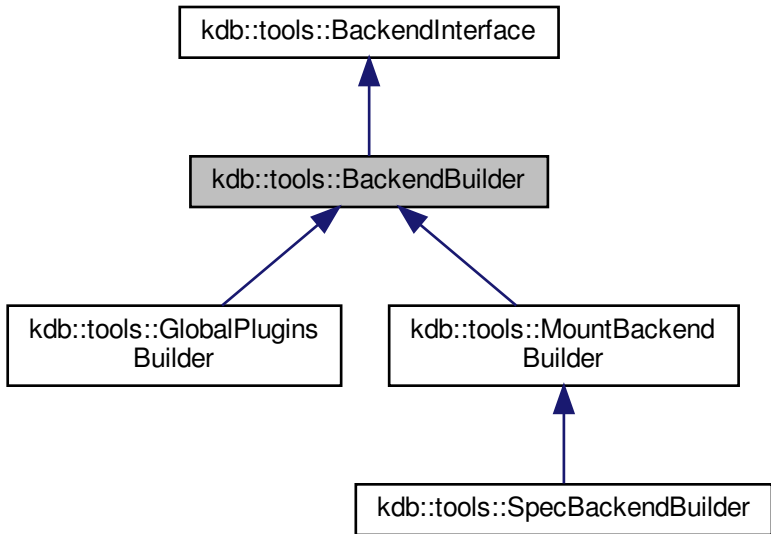 kdb::tools::BackendInterface
kdb::tools::BackendBuilder
kdb::tools::GlobalPlugins
Builder
kdb::tools::MountBackend
Builder
kdb::tools::SpecBackendBuilder